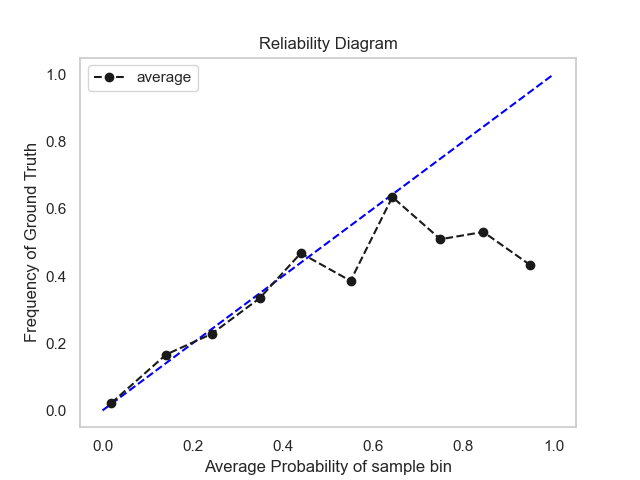 Reliability Diagram
average
Frequency of Ground Truth
1.0
0.8
0.6
0.4
0.2
0.0
0.0 0.2 0.4 0.6 0.8 1.0
Average Probability of sample bin